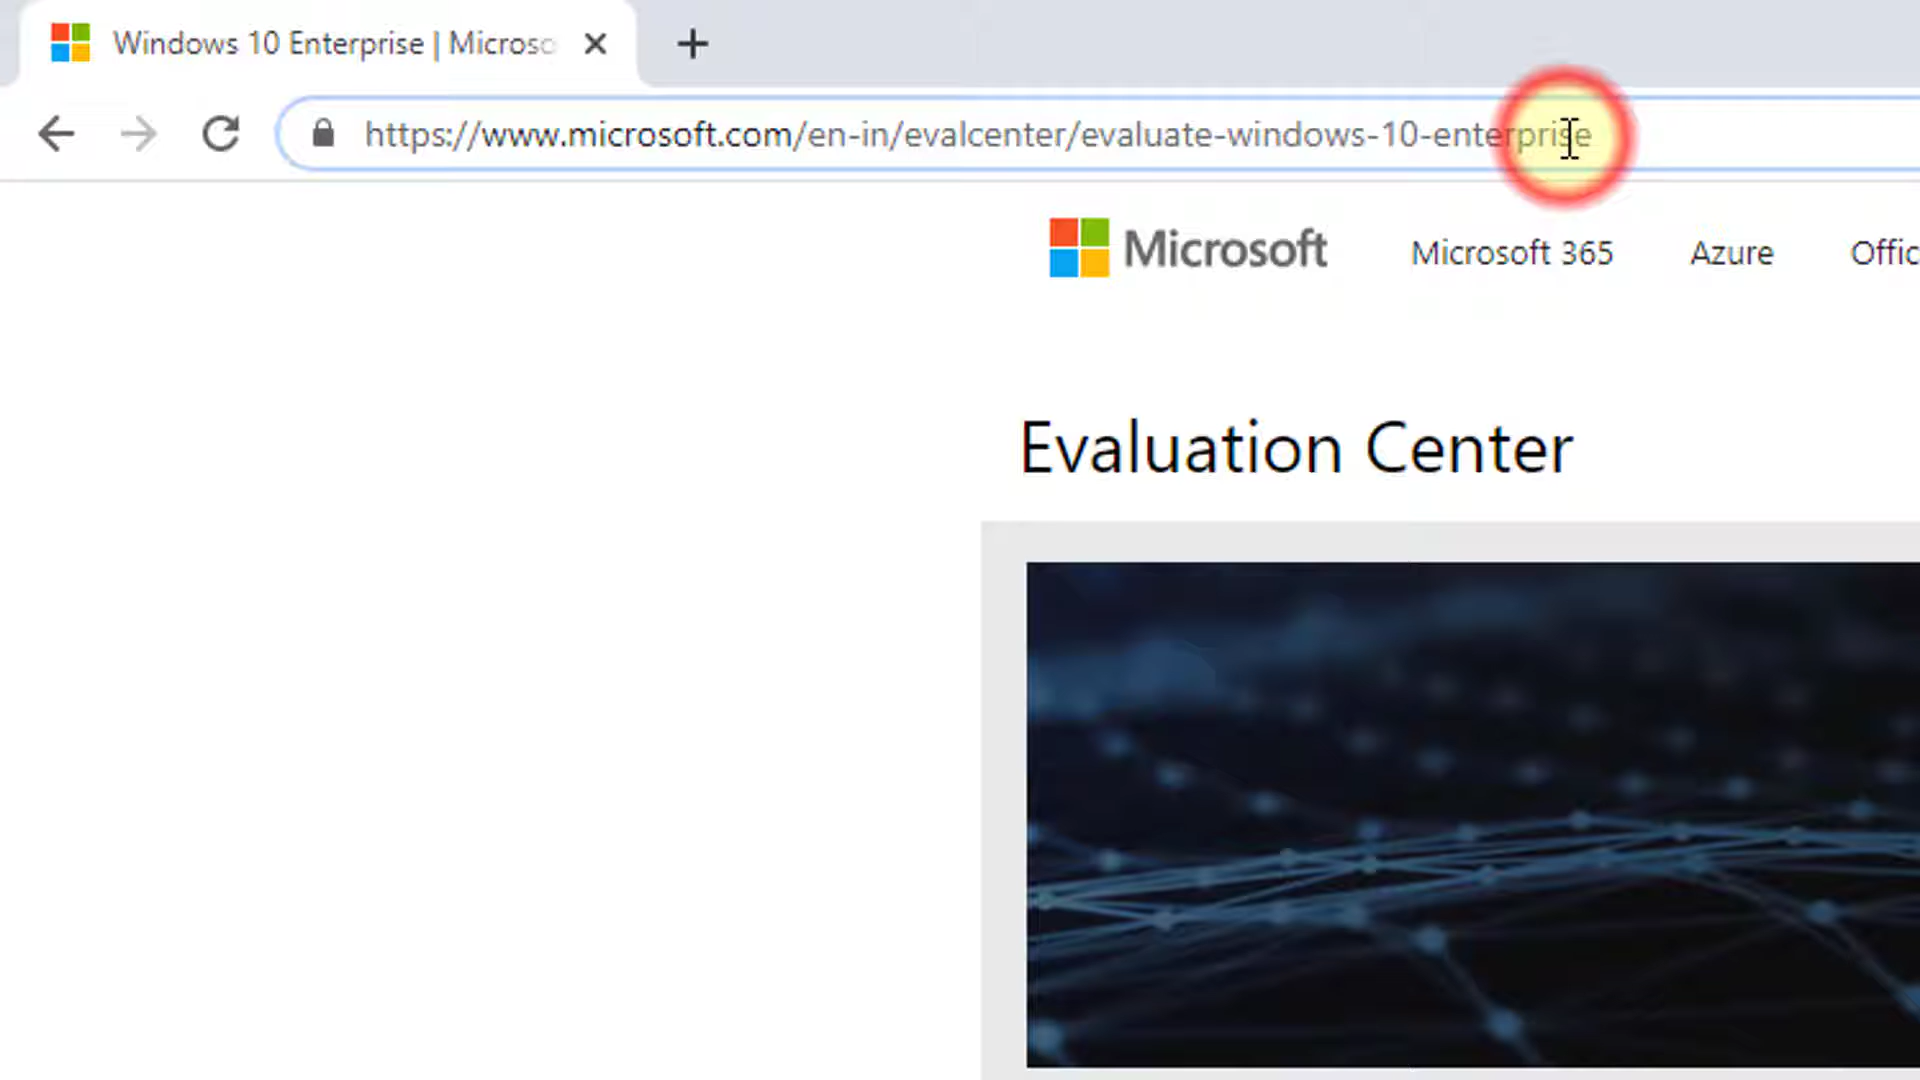 Windows 10 Enterprise | Microso
https://www.microsoft.com/en-in/evalcenter/evaluate-windows-10-enterprise
Microsoft
Microsoft 365
Azure
Offic
Evaluation Center